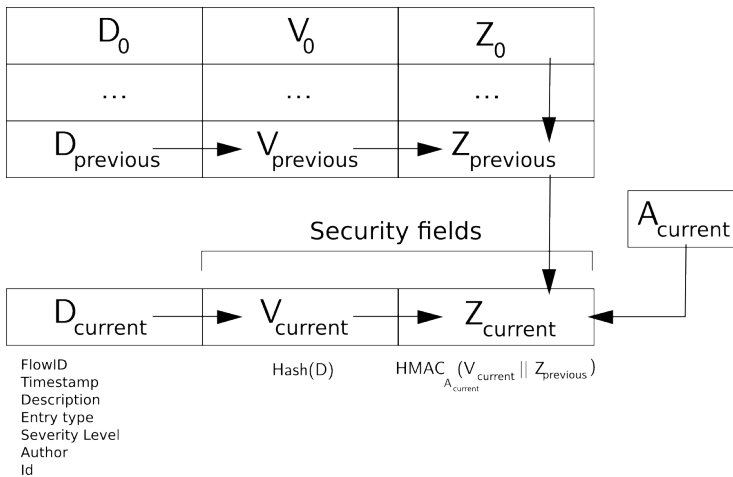 D0 V0 Z0
... ... ...
Dprevious Vprevious Zprevious
Security fields
Acurrent
Dcurrent Vcurrent Zcurrent
FlowID
Timestamp
Description
Entry type
Severity Level
Author
Id
Hash(D)
HMACAcurrent(Vcurrent || Zprevious)